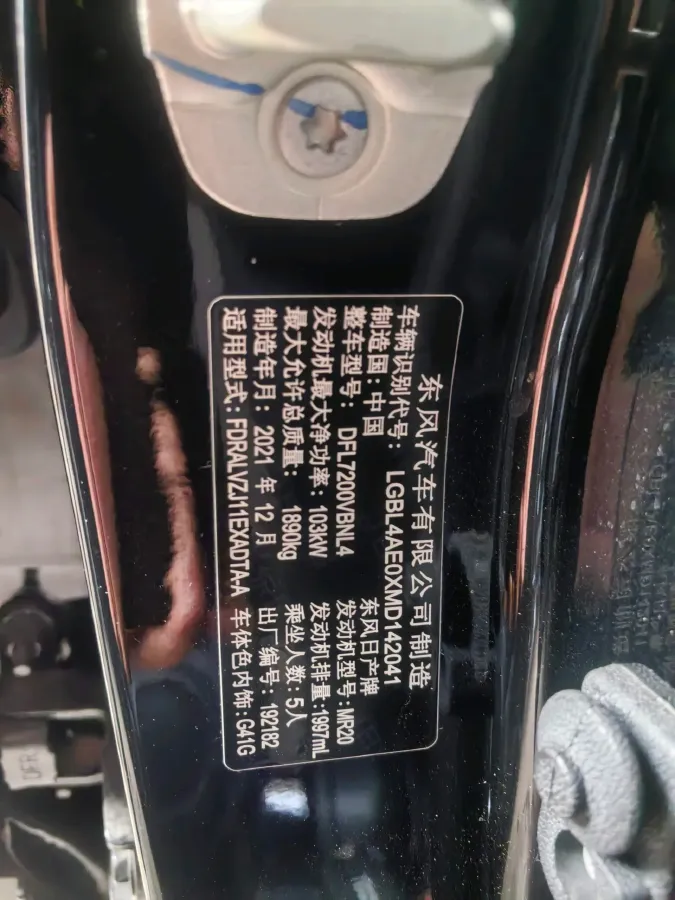 东风汽车有限公司制造
车辆识别代号: LGBL4AE0XMD142041
制造国:中国 东风日产牌
整车型号: DFL7200VBNL4 发动机型号:MR20
发动机最大净功率: 103kW 发动机排量:1997mL
最大允许总质量: 1890kg 乘坐人数:5人
制造年月: 2021 年 12 月 出厂编号: 192182
适用型式:FDRALVZJ11EXADTA-A 车体色内饰:G41G